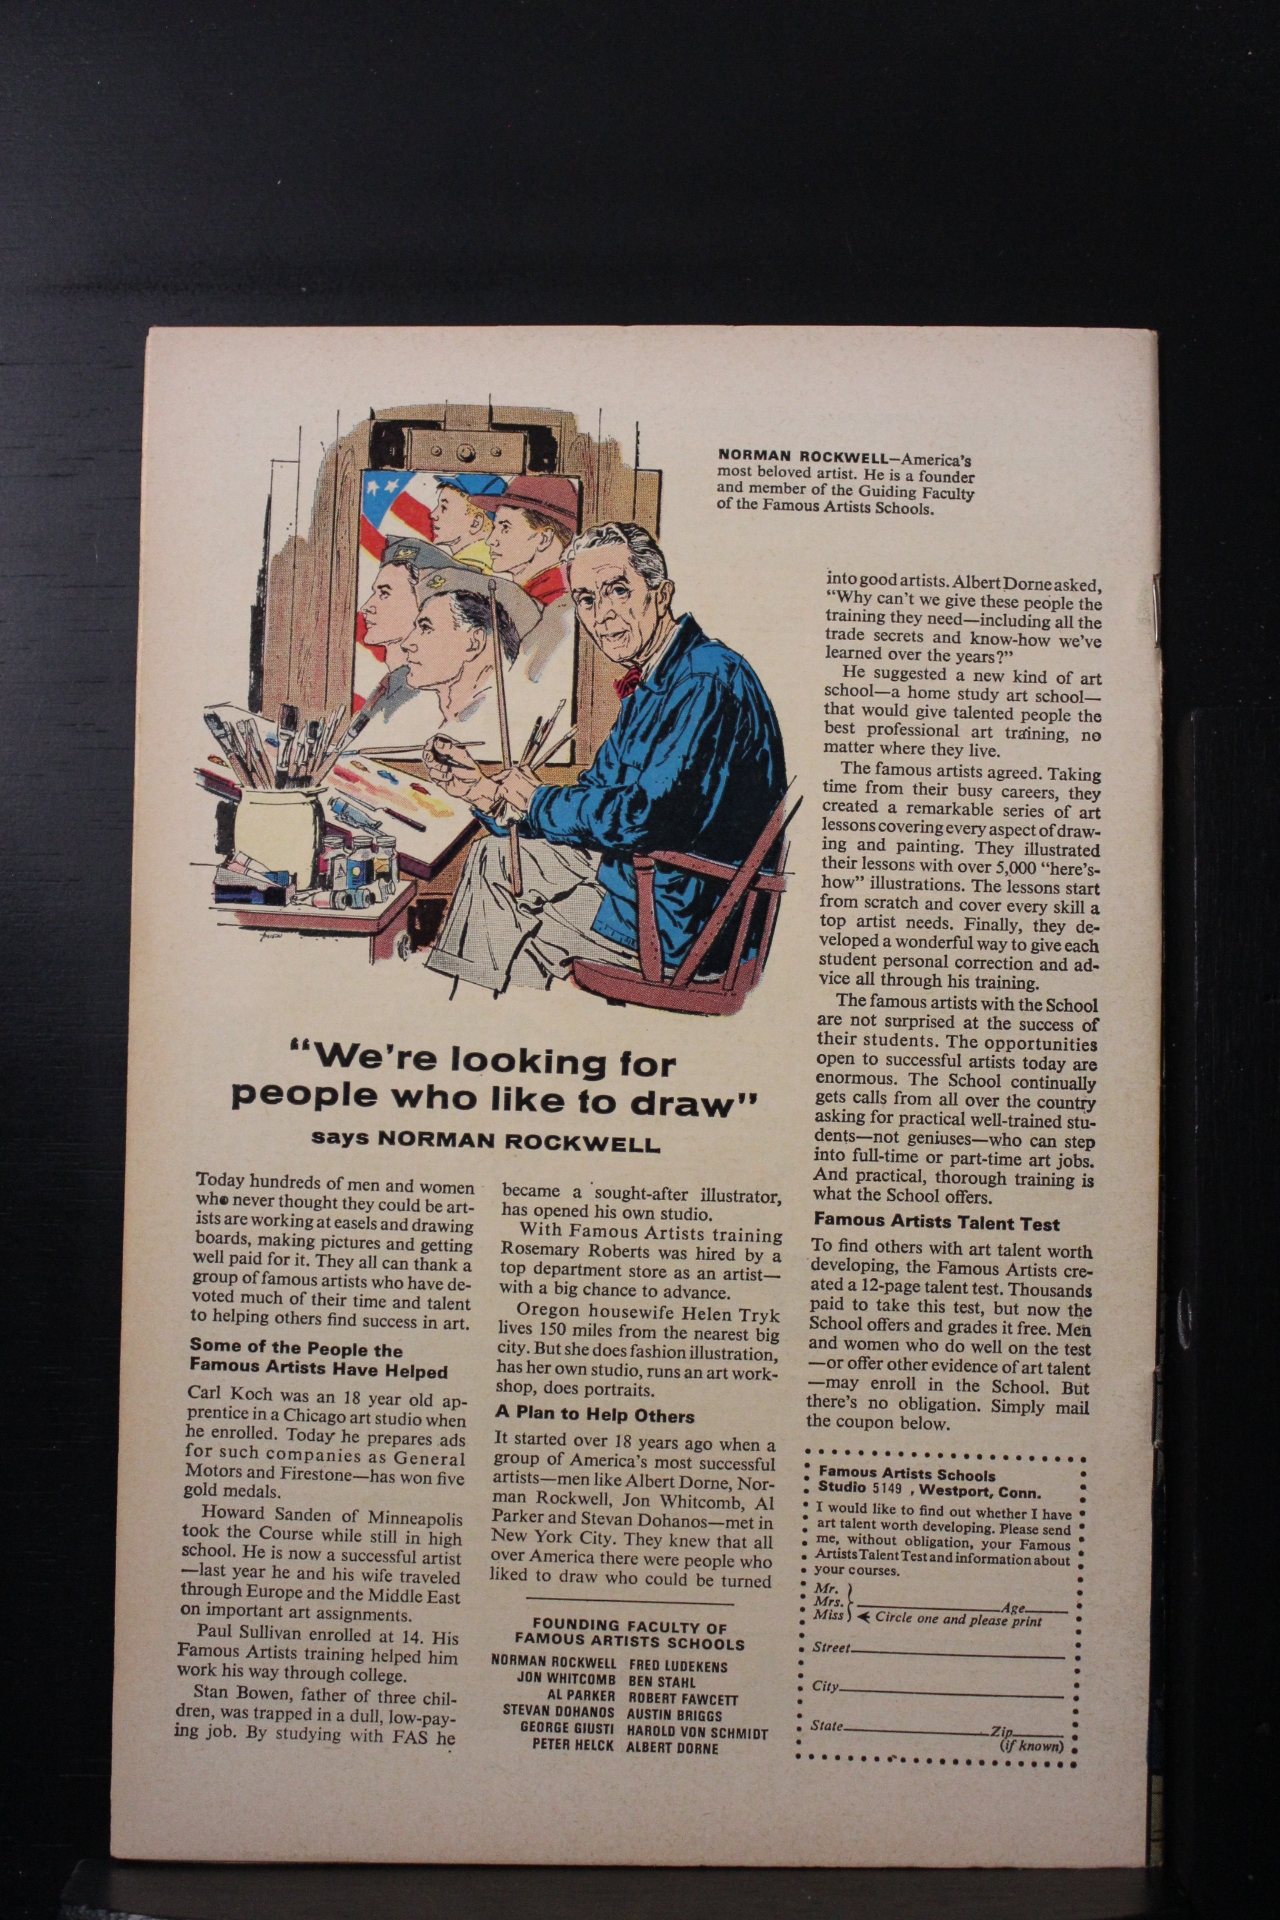 NORMAN ROCKWELL—America's
most beloved artist. He is a founder
and member of the Guiding Faculty
of the Famous Artists Schools.
"We're looking for
people who like to draw"
says NORMAN ROCKWELL
Today hundreds of men and women
who never thought they could be art-
ists are working at easels and drawing
boards, making pictures and getting
well paid for it. They all can thank a
group of famous artists who have de-
voted much of their time and talent
to helping others find success in art.
Some of the People the
Famous Artists Have Helped
Carl Koch was an 18 year old ap-
prentice in a Chicago art studio when
he enrolled. Today he prepares ads
for such companies as General
Motors and Firestone—has won five
gold medals.
Howard Sanden of Minneapolis
took the Course while still in high
school. He is now a successful artist
—last year he and his wife traveled
through Europe and the Middle East
on important art assignments.
Paul Sullivan enrolled at 14. His
Famous Artists training helped him
work his way through college.
Stan Bowen, father of three chil-
dren, was trapped in a dull, low-pay-
ing job. By studying with FAS he
became a sought-after illustrator,
has opened his own studio.
With Famous Artists training
Rosemary Roberts was hired by a
top department store as an artist—
with a big chance to advance.
Oregon housewife Helen Tryk
lives 150 miles from the nearest big
city. But she does fashion illustration,
has her own studio, runs an art work-
shop, does portraits.
A Plan to Help Others
It started over 18 years ago when a
group of America's most successful
artists—men like Albert Dorne, Nor-
man Rockwell, Jon Whitcomb, Al
Parker and Stevan Dohanos—met in
New York City. They knew that all
over America there were people who
liked to draw who could be turned
into good artists. Albert Dorne asked,
"Why can't we give these people the
training they need—including all the
trade secrets and know-how we've
learned over the years?"
He suggested a new kind of art
school—a home study art school—
that would give talented people the
best professional art training, no
matter where they live.
The famous artists agreed. Taking
time from their busy careers, they
created a remarkable series of art
lessons covering every aspect of draw-
ing and painting. They illustrated
their lessons with over 5,000 "here's-
how" illustrations. The lessons start
from scratch and cover every skill a
top artist needs. Finally, they de-
veloped a wonderful way to give each
student personal correction and ad-
vice all through his training.
The famous artists with the School
are not surprised at the success of
their students. The opportunities
open to successful artists today are
enormous. The School continually
gets calls from all over the country
asking for practical well-trained stu-
dents—not geniuses—who can step
into full-time or part-time art jobs.
And practical, thorough training is
what the School offers.
Famous Artists Talent Test
To find others with art talent worth
developing, the Famous Artists cre-
ated a 12-page talent test. Thousands
paid to take this test, but now the
School offers and grades it free. Men
and women who do well on the test
—or offer other evidence of art talent
—may enroll in the School. But
there's no obligation. Simply mail
the coupon below.
FOUNDING FACULTY OF
FAMOUS ARTISTS SCHOOLS
NORMAN ROCKWELL FRED LUDEKENS
JON WHITCOMB BEN STAHL
AL PARKER ROBERT FAWCETT
STEVAN DOHANOS AUSTIN BRIGGS
GEORGE GIUSTI HAROLD VON SCHMIDT
PETER HELCK ALBERT DORNE
Famous Artists Schools
Studio 5149 , Westport, Conn.
I would like to find out whether I have
art talent worth developing. Please send
me, without obligation, your Famous
Artists Talent Test and information about
your courses.
Mr.
Mrs. Age
Miss Circle one and please print
Street
City
State Zip
(if known)